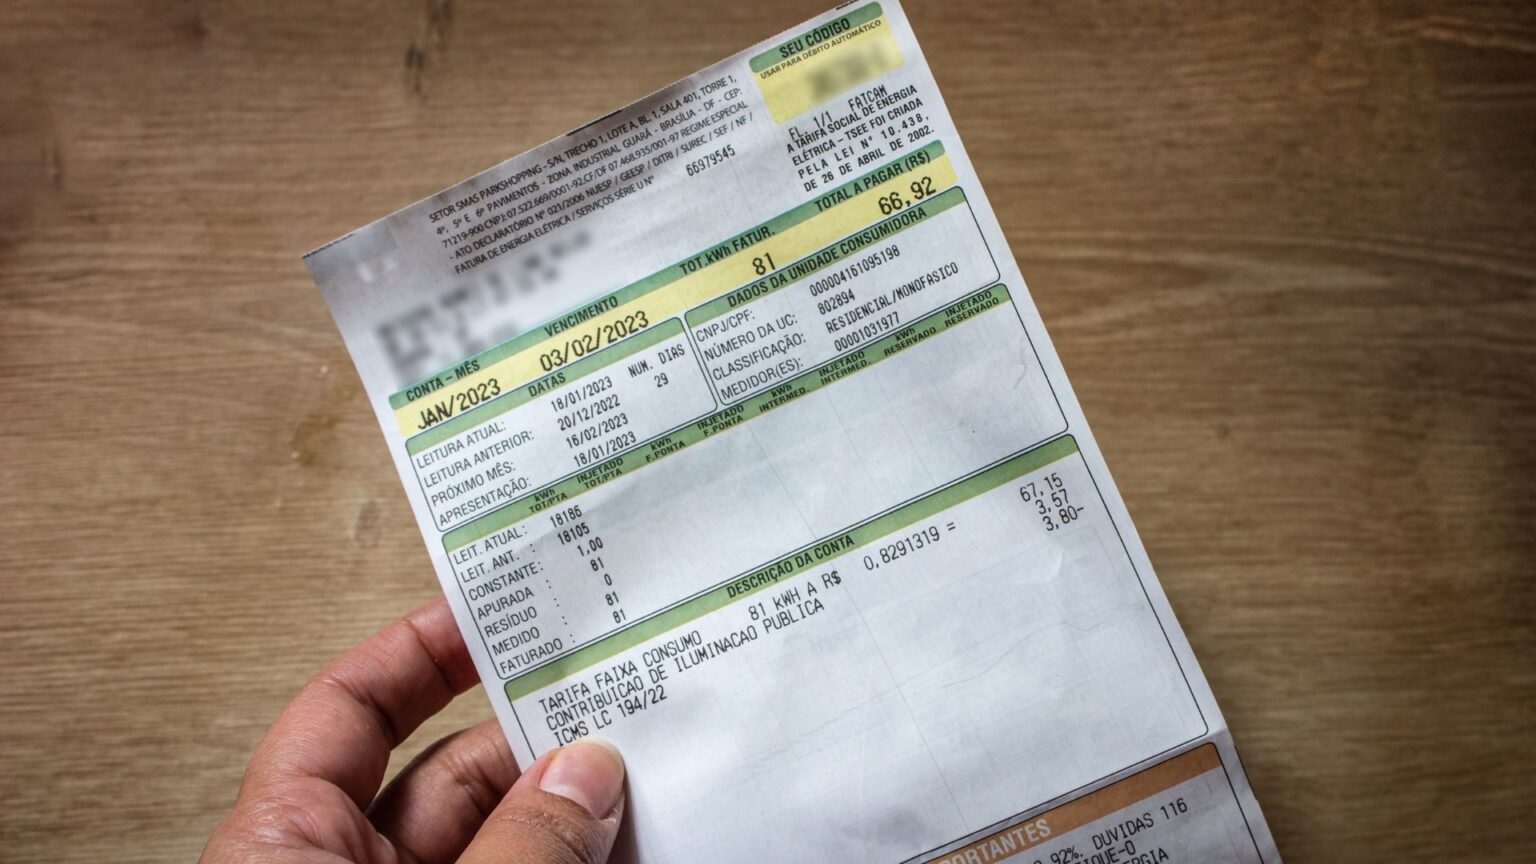 SEU CÓDIGO
USAR PARA DÉBITO AUTOMÁTICO
SETOR SMAS PARKSHOPPING - S/N, TRECHO 1, LOTE A, BL. 1, SALA 401, TORRE 1,
4º, 5º E 6º PAVIMENTOS - ZONA INDUSTRIAL GUARÁ - BRASÍLIA - DF - CEP:
71219-900 CNPJ:07.522.669/0001-92.CF/DF 07.468.935/001-97 REGIME ESPECIAL
- ATO DECLARATÓRIO Nº 021/2006 NUESP / GEESP / DITRI / SUREC / SEF / NF /
FATURA DE ENERGIA ELÉTRICA / SERVIÇOS SÉRIE U Nº 66979545
FL 1/1 FATCAM
A TARIFA SOCIAL DE ENERGIA
ELÉTRICA – TSEE FOI CRIADA
PELA LEI Nº 10.438,
DE 26 DE ABRIL DE 2002.
CONTA – MÊS VENCIMENTO TOT.kWh FATUR. TOTAL A PAGAR (R$)
JAN/2023 03/02/2023 81 66,92
DATAS
NUM. DIAS
LEITURA ATUAL: 18/01/2023 29
LEITURA ANTERIOR: 20/12/2022
PRÓXIMO MÊS: 16/02/2023
APRESENTAÇÃO: 18/01/2023
DADOS DA UNIDADE CONSUMIDORA
CNPJ/CPF: 00000416109519​8
NÚMERO DA UC: 802894
CLASSIFICAÇÃO: RESIDENCIAL/MONOFASICO
MEDIDOR(ES): 00001031977
kWh TOT/PTA INJETADO TOT/PTA kWh F.PONTA INJETADO F.PONTA kWh INTERMED. INJETADO INTERMED. kWh RESERVADO INJETADO RESERVADO
LEIT. ATUAL: 18186
LEIT. ANT. : 18105
CONSTANTE: 1,00
APURADA : 81
RESÍDUO : 0
MEDIDO : 81
FATURADO : 81
DESCRIÇÃO DA CONTA
TARIFA FAIXA CONSUMO 81 kWH A R$ 0,8291319 = 67,15
CONTRIBUICAO DE ILUMINACAO PUBLICA 3,57
ICMS LC 194/22 3,80-
PORTANTES
92%. DUVIDAS 116